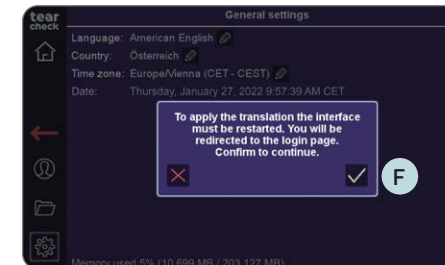 tear
check
General settings
Language: American English
Country: Österreich
Time zone: Europe/Vienna (CET - CEST)
Date: Thursday, January 27, 2022 9:57:39 AM CET
To apply the translation the interface
must be restarted. You will be
redirected to the login page.
Confirm to continue.
F
Memory used 5% (10,699 MB / 203,127 MB)